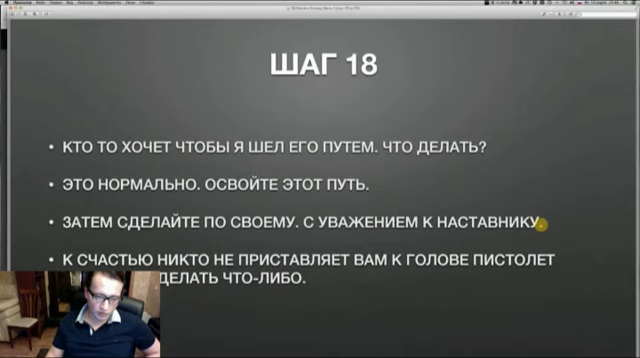 ШАГ 18
• КТО ТО ХОЧЕТ ЧТОБЫ Я ШЕЛ ЕГО ПУТЕМ. ЧТО ДЕЛАТЬ?
• ЭТО НОРМАЛЬНО. ОСВОЙТЕ ЭТОТ ПУТЬ.
• ЗАТЕМ СДЕЛАЙТЕ ПО СВОЕМУ. С УВАЖЕНИЕМ К НАСТАВНИКУ.
• К СЧАСТЬЮ НИКТО НЕ ПРИСТАВЛЯЕТ ВАМ К ГОЛОВЕ ПИСТОЛЕТ
ДЕЛАТЬ ЧТО-ЛИБО.